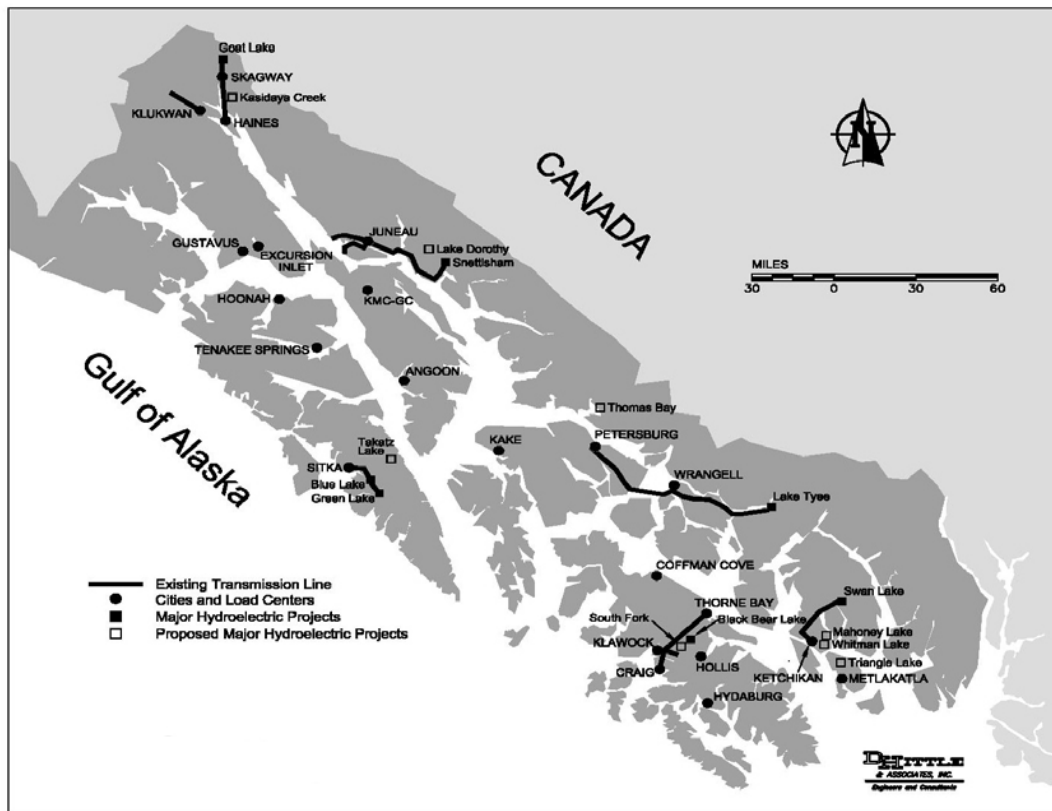 Goat Lake
SKAGWAY
Kasidaya Creek
KLUKWAN
HAINES
N
CANADA
JUNEAU
Lake Dorothy
Snettisham
GUSTAVUS
EXCURSION
INLET
MILES
30 0 30 60
HOONAH
KMC-GC
TENAKEE SPRINGS
ANGOON
Gulf of Alaska
Thomas Bay
PETERSBURG
KAKE
Takatz
Lake
SITKA
Blue Lake
Green Lake
WRANGELL
Lake Tyee
COFFMAN COVE
Existing Transmission Line
Cities and Load Centers
Major Hydroelectric Projects
Proposed Major Hydroelectric Projects
Swan Lake
THORNE BAY
South Fork
Black Bear Lake
KLAWOCK
Mahoney Lake
Whitman Lake
HOLLIS
CRAIG
KETCHIKAN
Triangle Lake
METLAKATLA
HYDABURG
D HITTLE
& ASSOCIATES, INC.
Engineers and Consultants